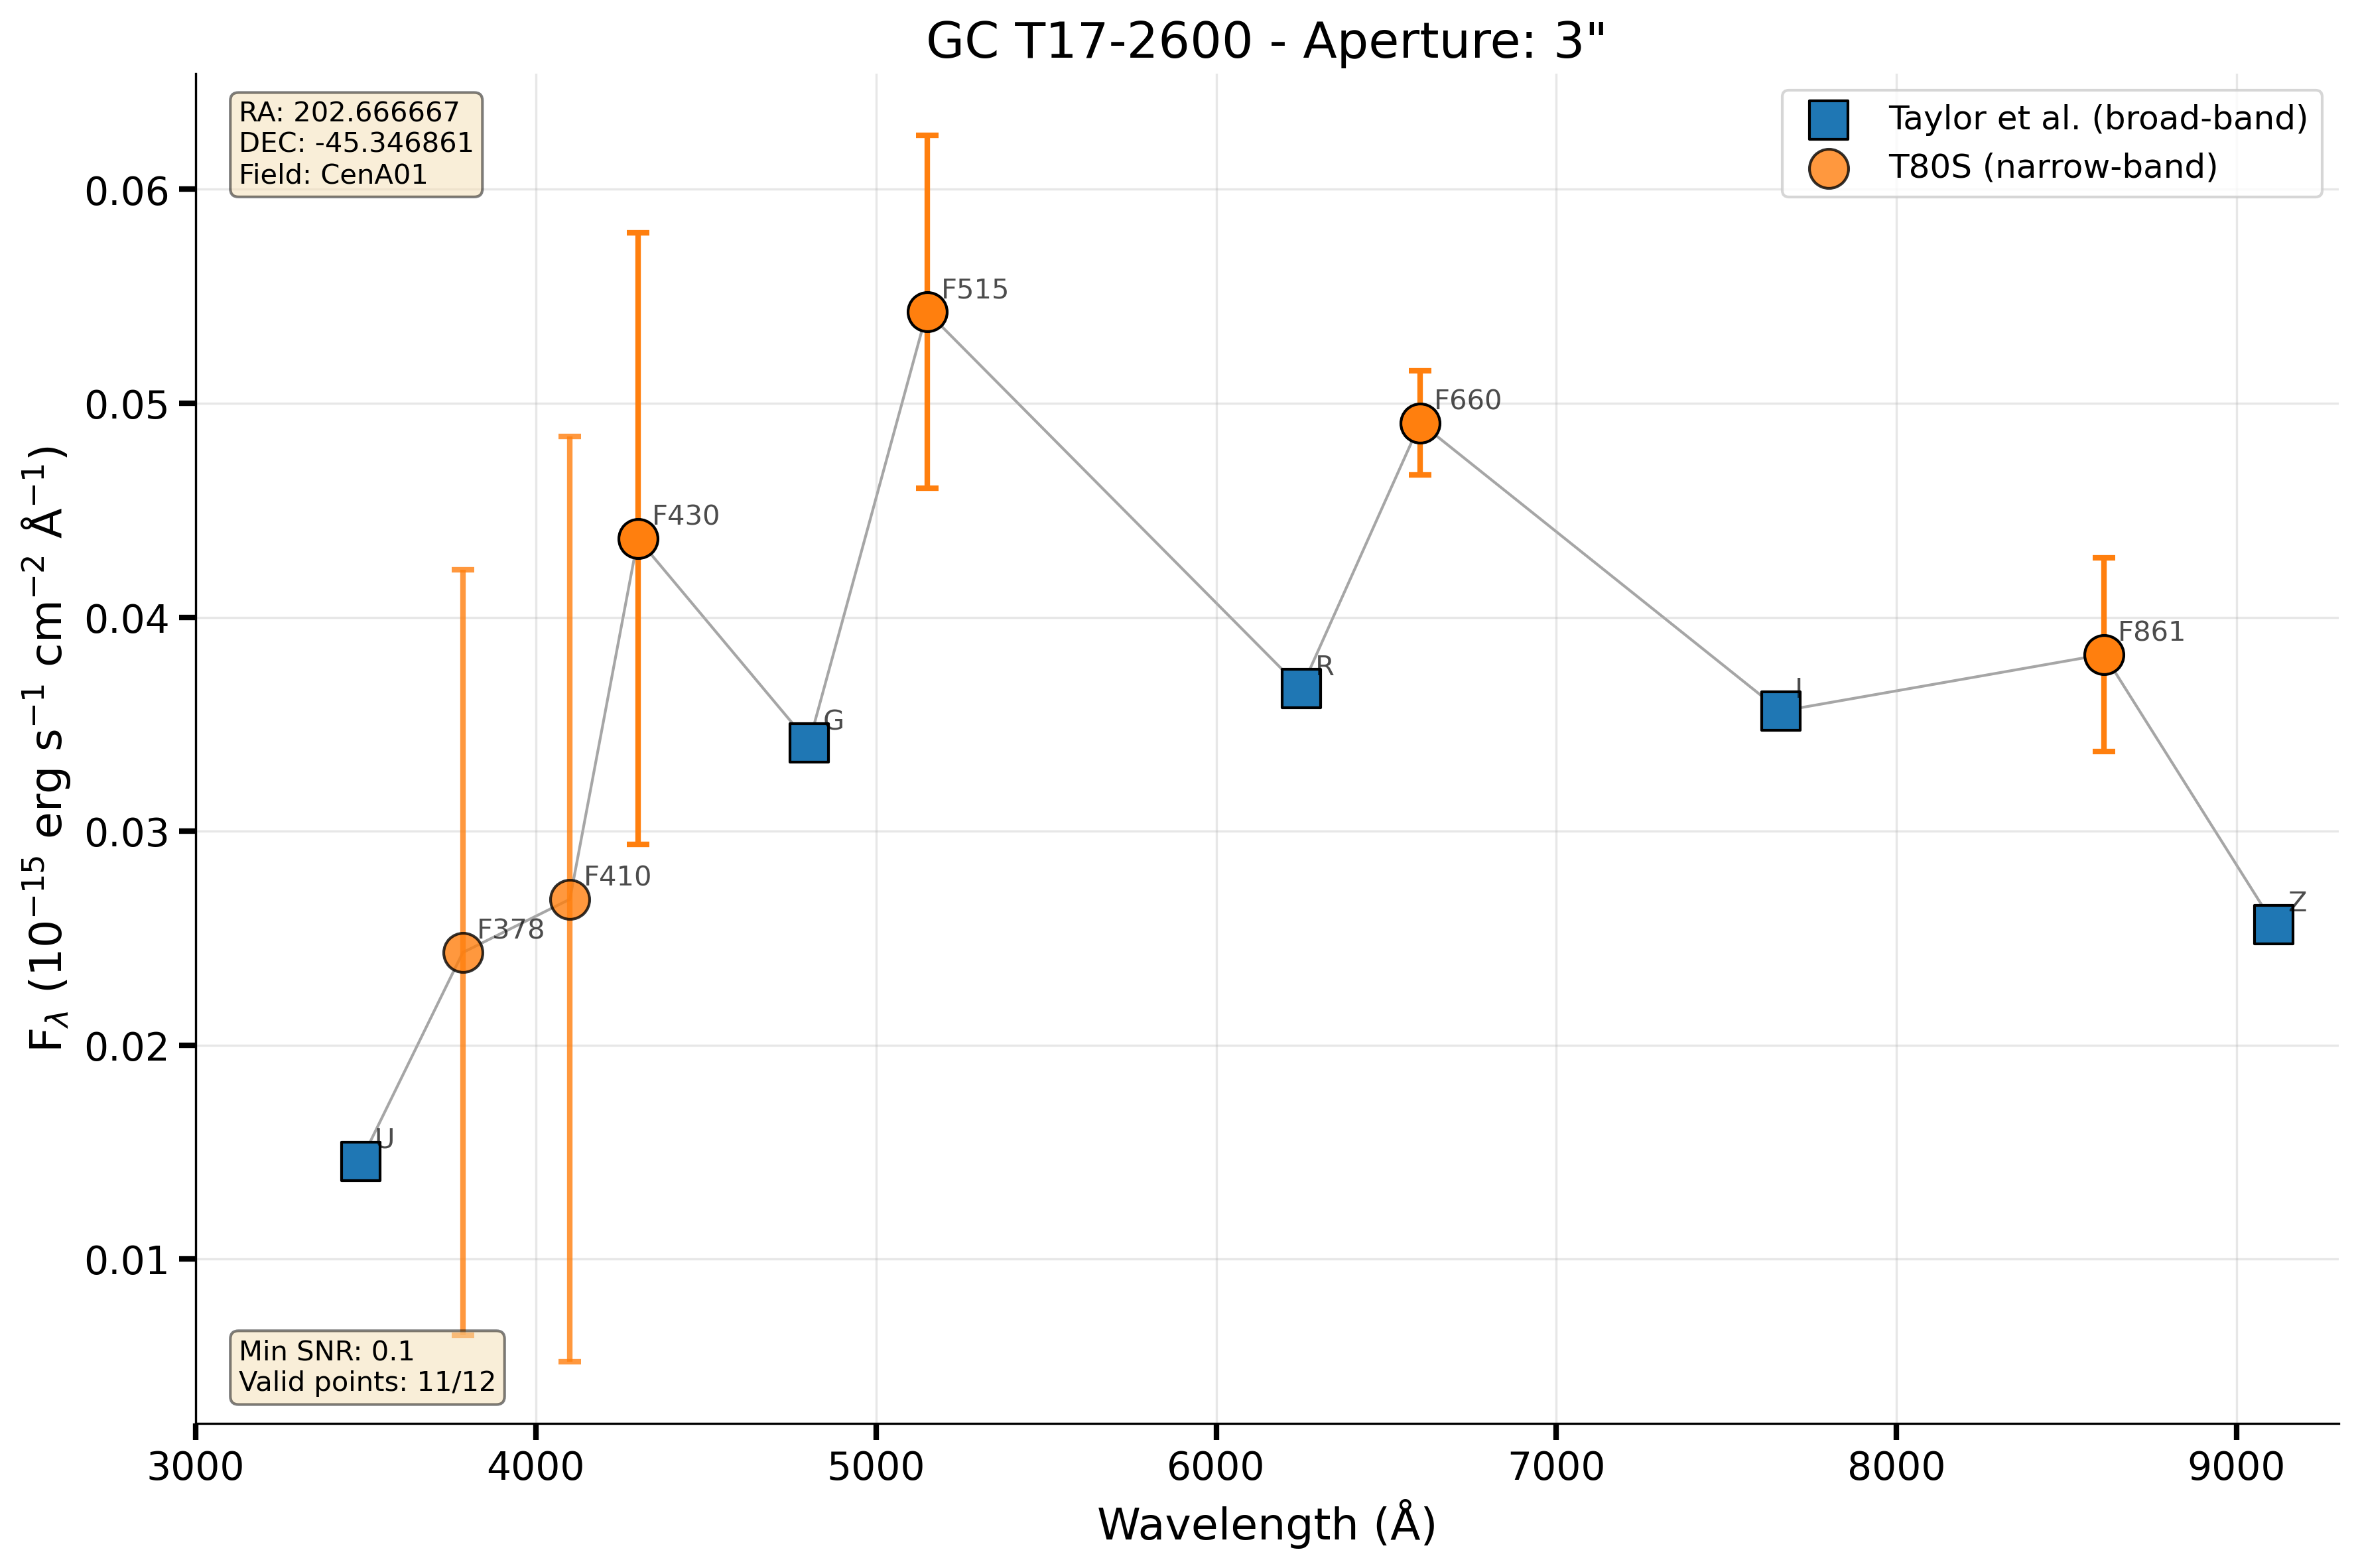 GC T17-2600 - Aperture: 3"
RA: 202.666667
DEC: -45.346861
Field: CenA01
Taylor et al. (broad-band)
T80S (narrow-band)
F515
F660
F430
F861
R
I
G
F410
F378
Z
U
Min SNR: 0.1
Valid points: 11/12
0.06
0.05
0.04
0.03
0.02
0.01
F_λ (10⁻¹⁵ erg s⁻¹ cm⁻² Å⁻¹)
3000 4000 5000 6000 7000 8000 9000
Wavelength (Å)